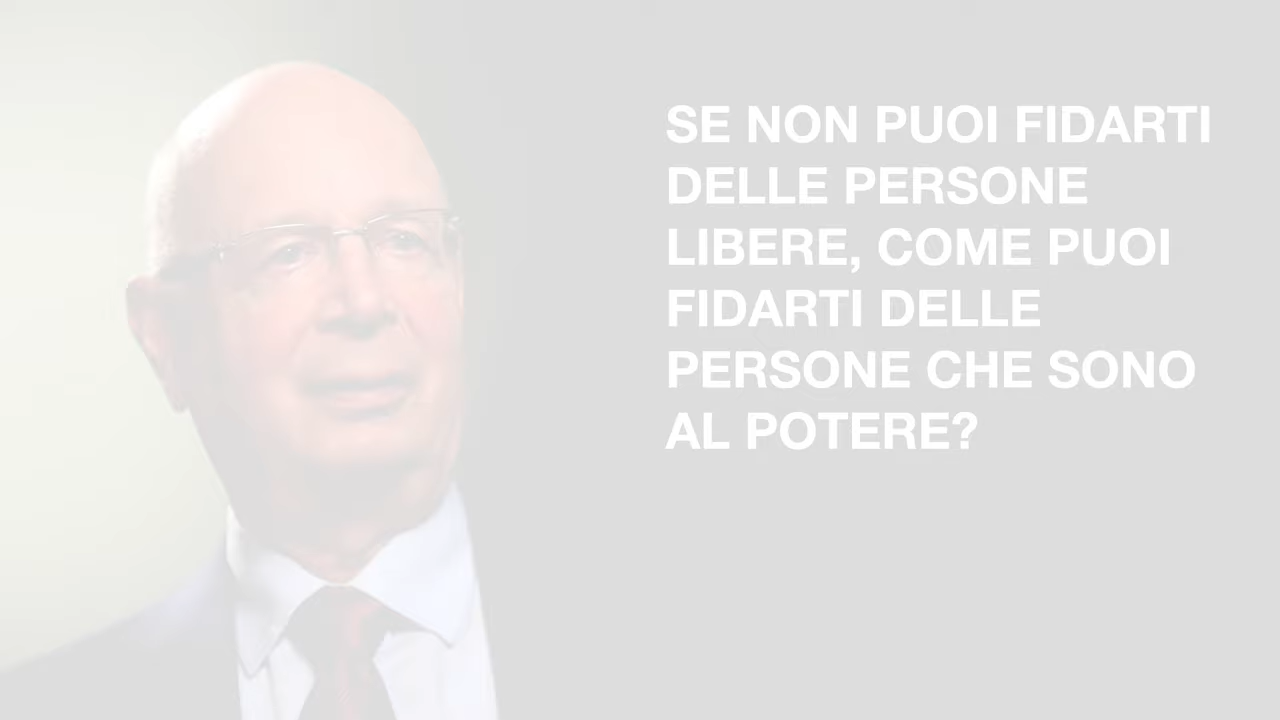 SE NON PUOI FIDARTI
DELLE PERSONE
LIBERE, COME PUOI
FIDARTI DELLE
PERSONE CHE SONO
AL POTERE?